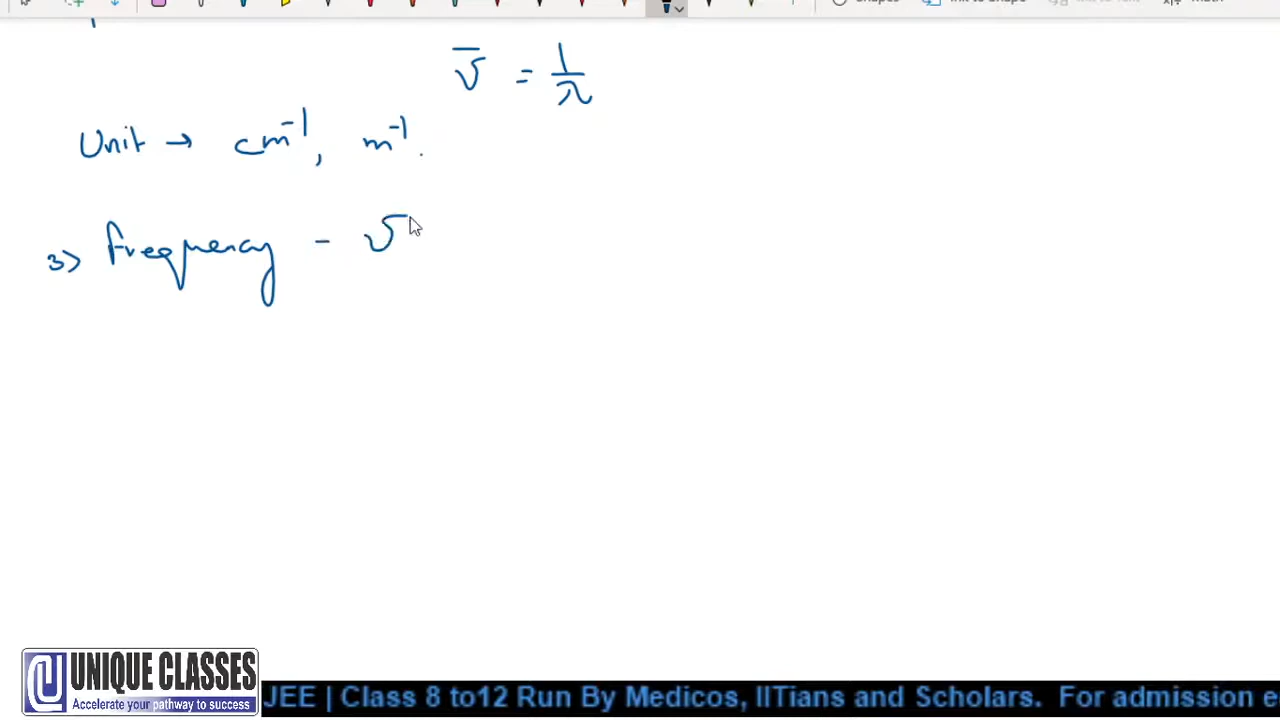 ν̄ = 1/λ
Unit → cm⁻¹, m⁻¹.
3) frequency - ν
UNIQUE CLASSES
Accelerate your pathway to success
JEE | Class 8 to12 Run By Medicos, IITians and Scholars. For admission e